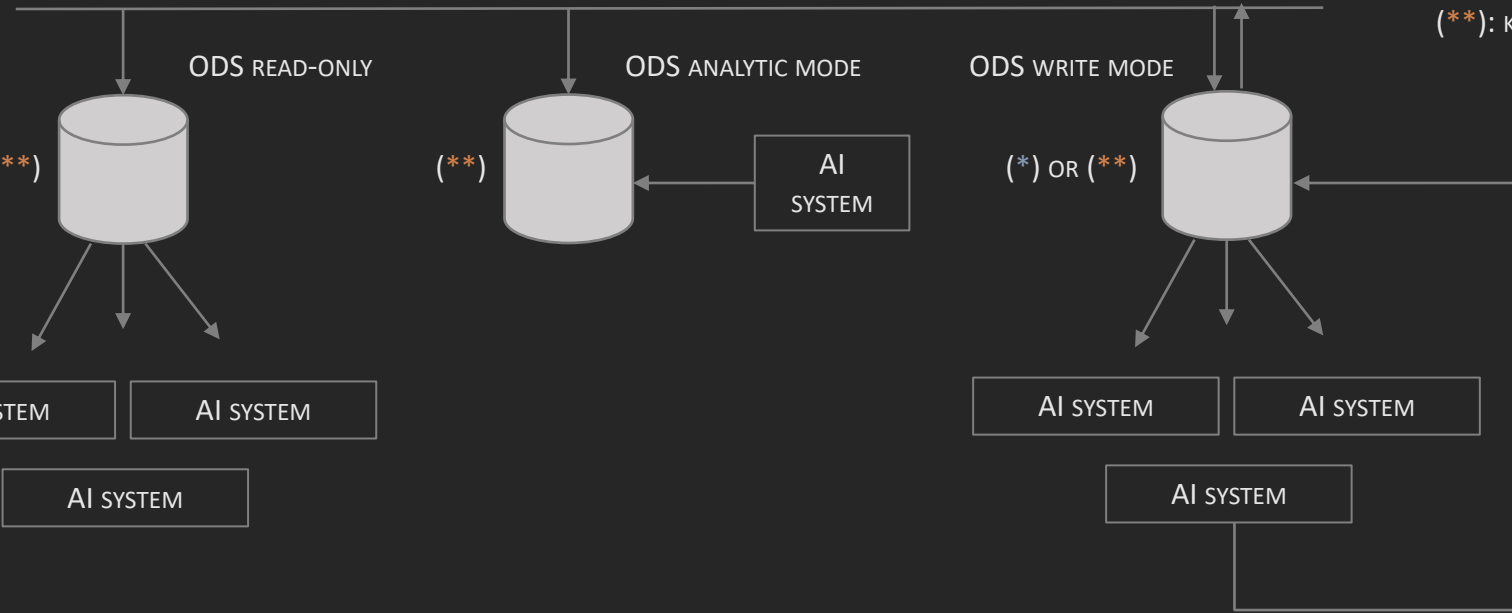 (**): K
ODS READ-ONLY
ODS ANALYTIC MODE
ODS WRITE MODE
**)
(**)
AI
SYSTEM
(*) OR (**)
STEM
AI SYSTEM
AI SYSTEM
AI SYSTEM
AI SYSTEM
AI SYSTEM